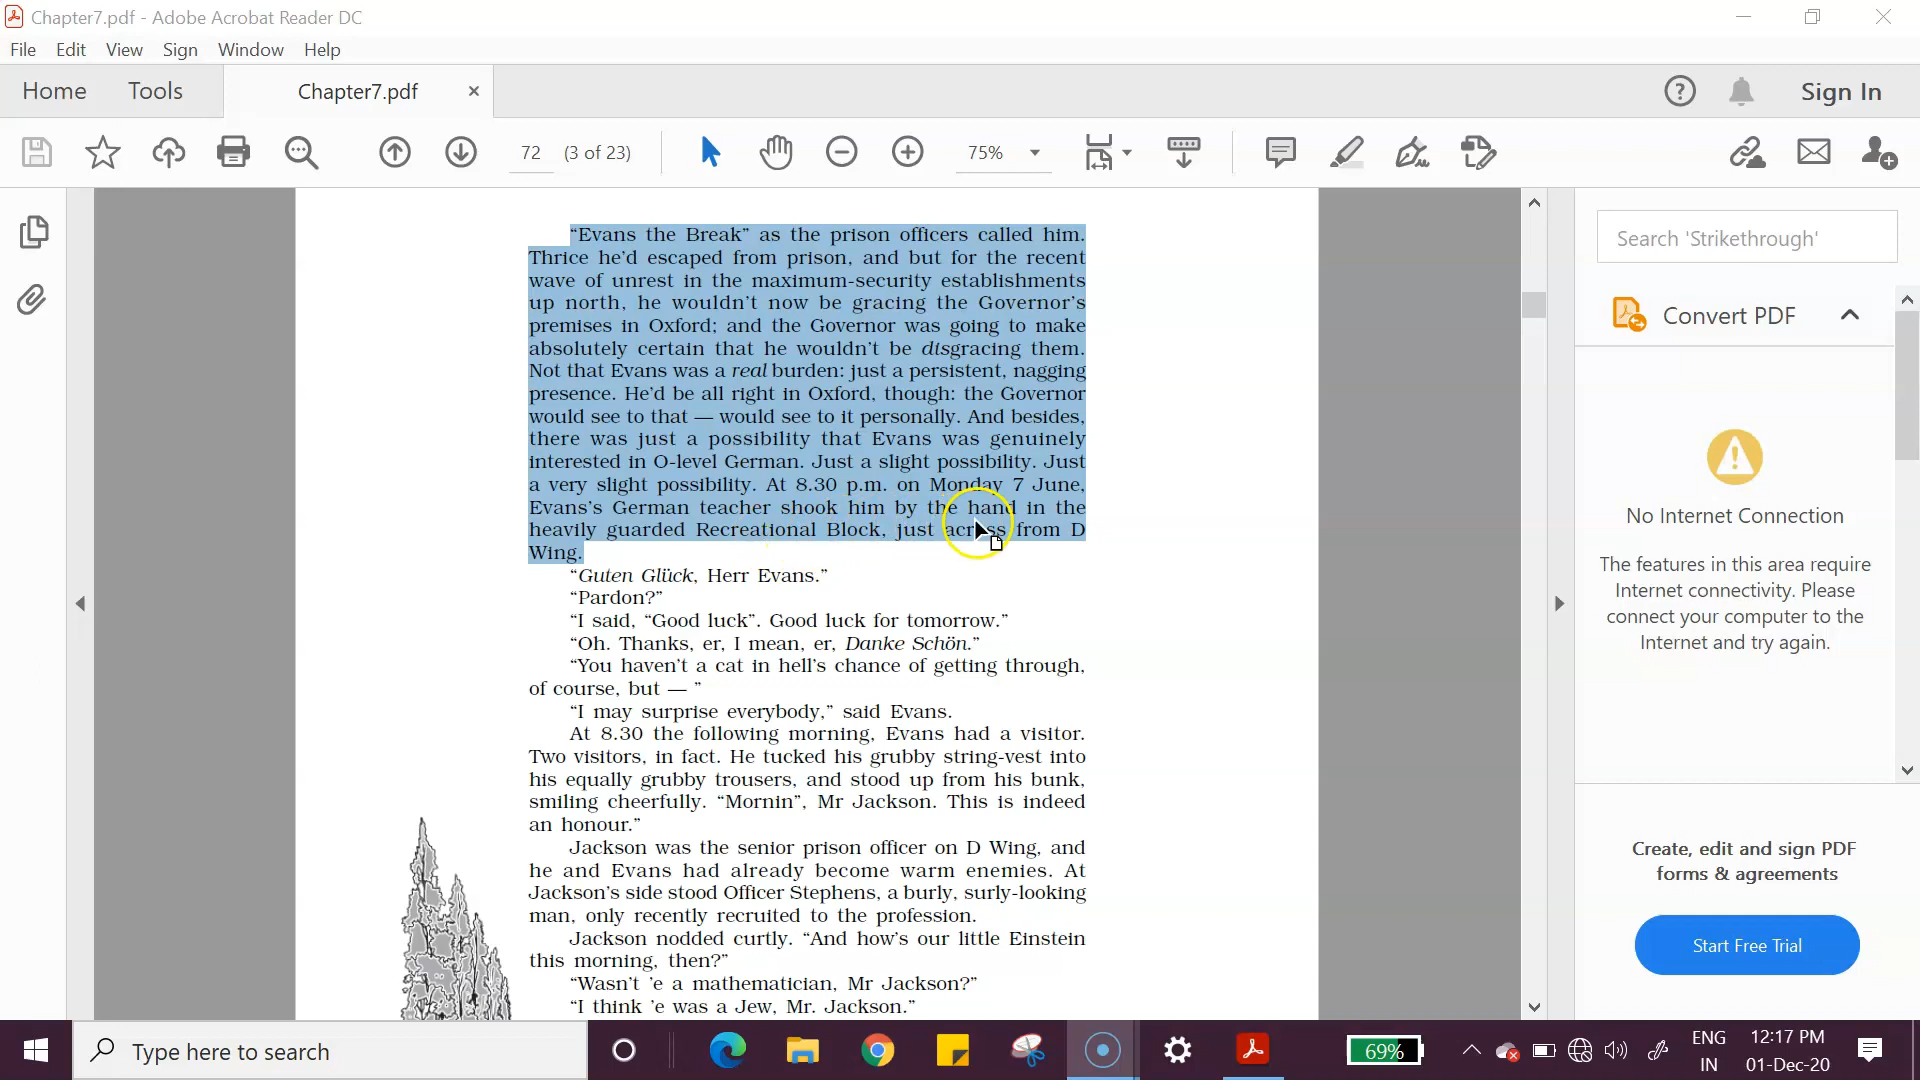 Chapter7.pdf - Adobe Acrobat Reader DC
File Edit View Sign Window Help
Home Tools Chapter7.pdf × Sign In
72 (3 of 23) 75%
“Evans the Break” as the prison officers called him.
Thrice he’d escaped from prison, and but for the recent
wave of unrest in the maximum-security establishments
up north, he wouldn’t now be gracing the Governor’s
premises in Oxford; and the Governor was going to make
absolutely certain that he wouldn’t be disgracing them.
Not that Evans was a real burden: just a persistent, nagging
presence. He’d be all right in Oxford, though: the Governor
would see to that — would see to it personally. And besides,
there was just a possibility that Evans was genuinely
interested in O-level German. Just a slight possibility. Just
a very slight possibility. At 8.30 p.m. on Monday 7 June,
Evans’s German teacher shook him by the hand in the
heavily guarded Recreational Block, just across from D
Wing.
“Guten Glück, Herr Evans.”
“Pardon?”
“I said, “Good luck”. Good luck for tomorrow.”
“Oh. Thanks, er, I mean, er, Danke Schön.”
“You haven’t a cat in hell’s chance of getting through,
of course, but — ”
“I may surprise everybody,” said Evans.
At 8.30 the following morning, Evans had a visitor.
Two visitors, in fact. He tucked his grubby string-vest into
his equally grubby trousers, and stood up from his bunk,
smiling cheerfully. “Mornin”, Mr Jackson. This is indeed
an honour.”
Jackson was the senior prison officer on D Wing, and
he and Evans had already become warm enemies. At
Jackson’s side stood Officer Stephens, a burly, surly-looking
man, only recently recruited to the profession.
Jackson nodded curtly. “And how’s our little Einstein
this morning, then?”
“Wasn’t ’e a mathematician, Mr Jackson?”
“I think ’e was a Jew, Mr. Jackson.”
Search 'Strikethrough'
Convert PDF
No Internet Connection
The features in this area require
Internet connectivity. Please
connect your computer to the
Internet and try again.
Create, edit and sign PDF
forms & agreements
Start Free Trial
Type here to search
69%
ENG
IN
12:17 PM
01-Dec-20